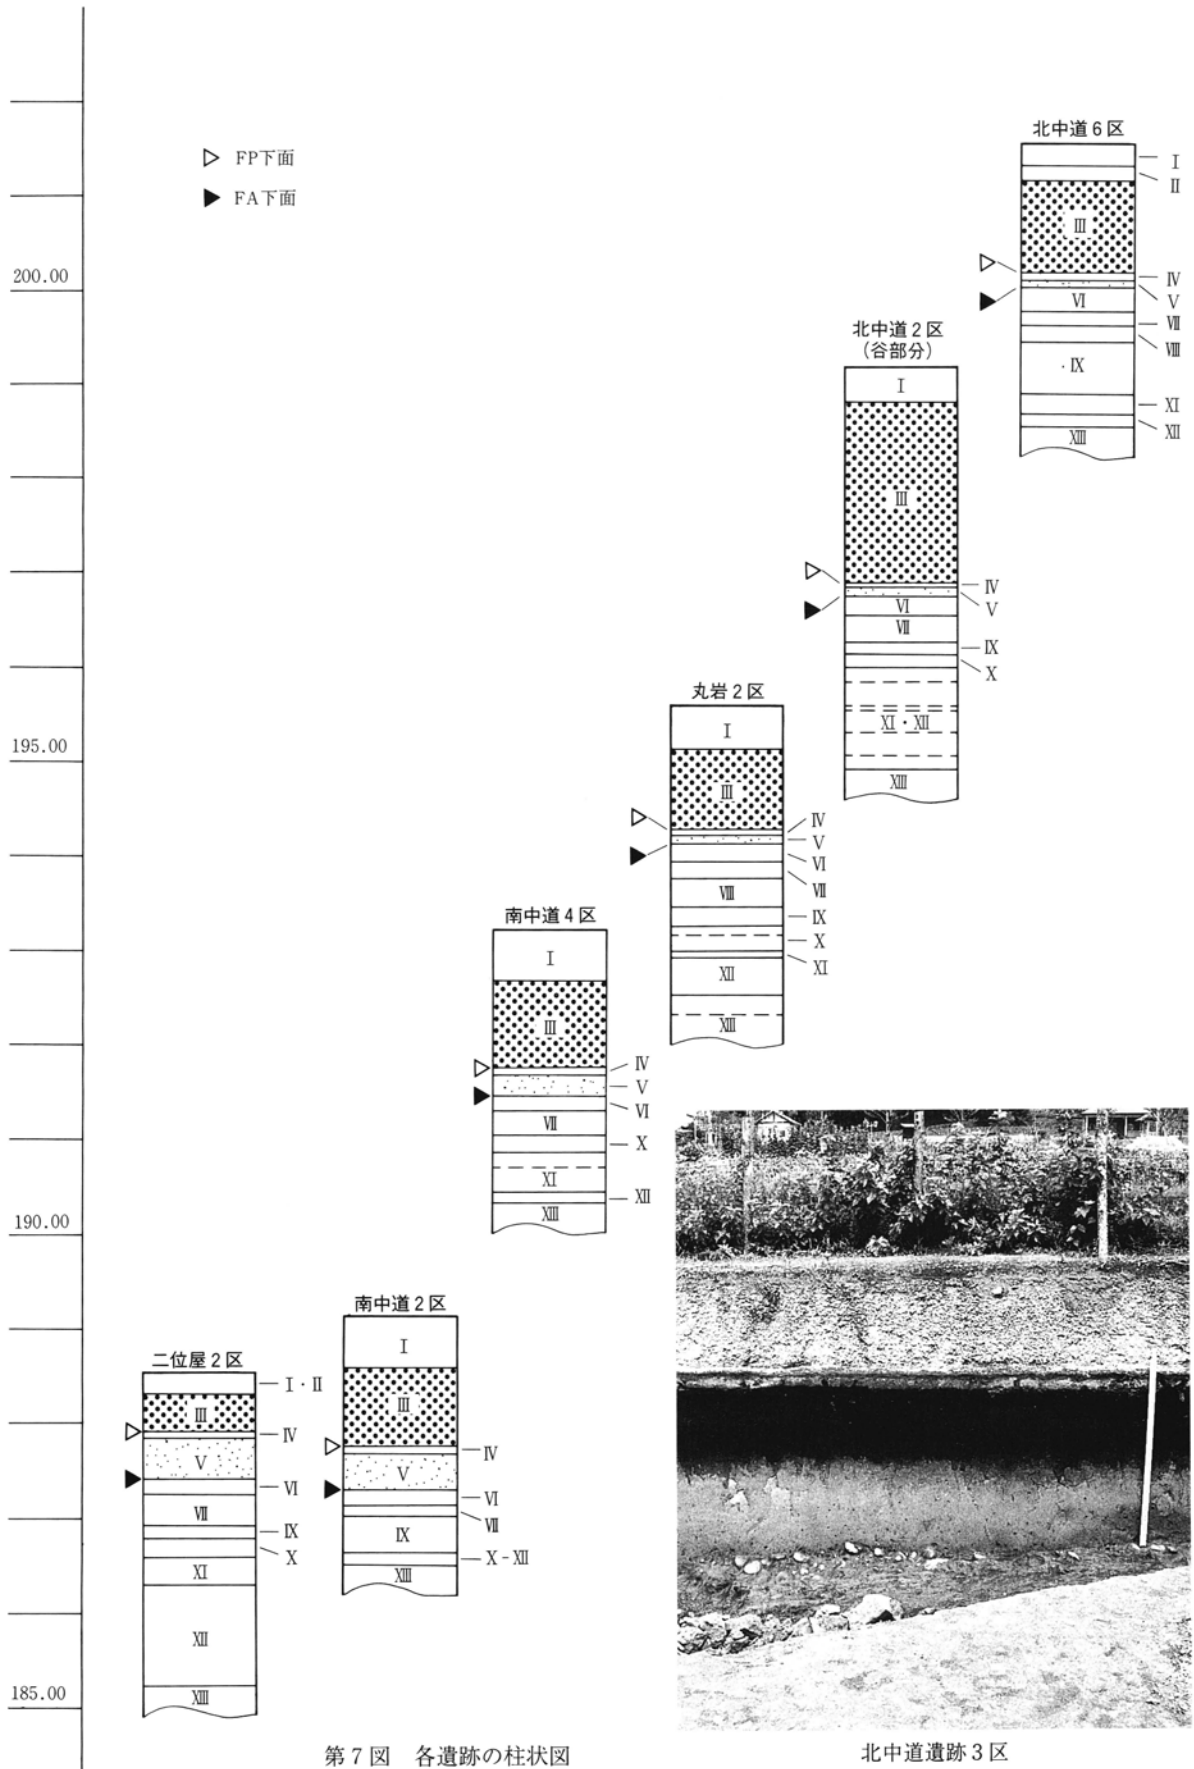 ▷ FP下面
▶ FA下面
200.00
195.00
190.00
185.00
北中道6区
I
II
III
IV
V
VI
VII
VIII
IX
XI
XII
XIII
北中道2区
(谷部分)
I
III
IV
V
VI
VII
IX
X
XI・XII
XIII
丸岩2区
I
III
IV
V
VI
VII
VIII
IX
X
XI
XII
XIII
南中道4区
I
III
IV
V
VI
VII
X
XI
XII
XIII
南中道2区
I
III
IV
V
VI
VII
IX
X-XII
XIII
二位屋2区
I・II
III
IV
V
VI
VII
IX
X
XI
XII
XIII
第7図 各遺跡の柱状図
北中道遺跡3区